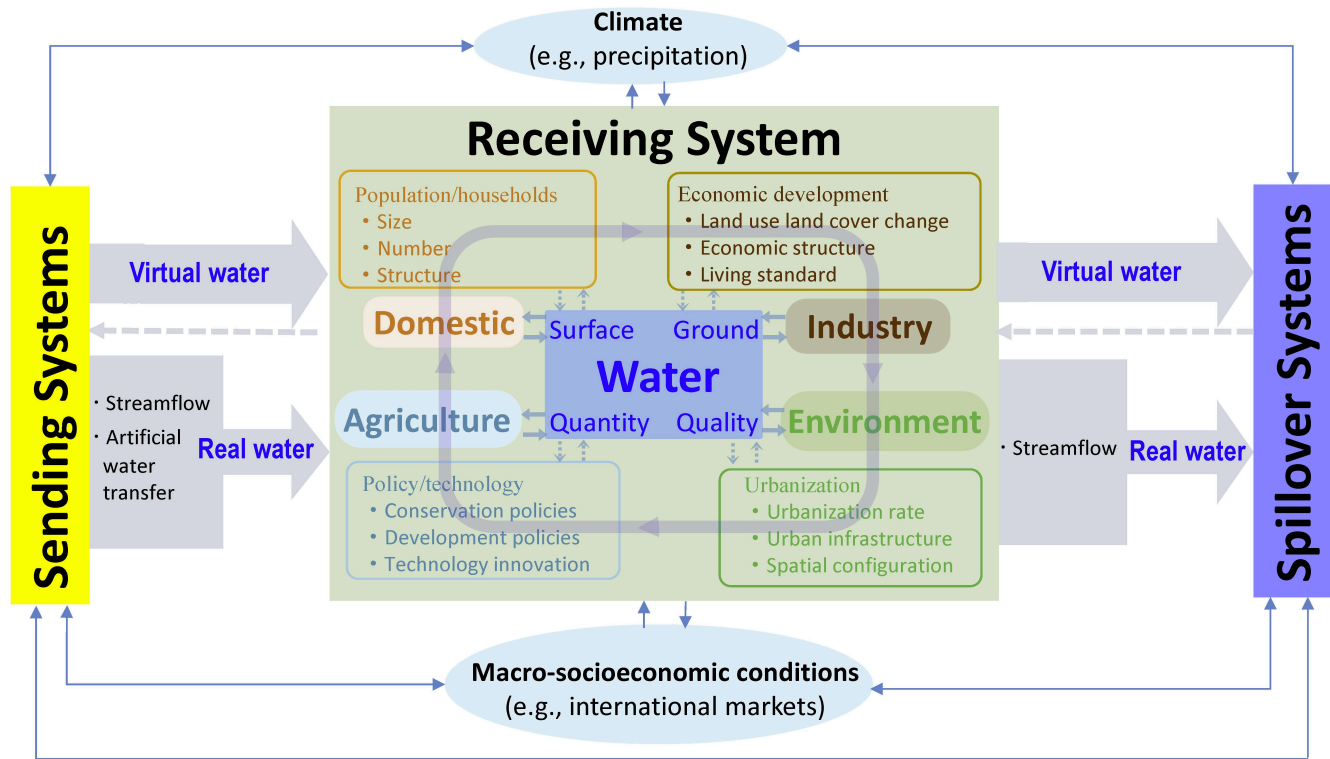 Climate
(e.g., precipitation)
Receiving System
Population/households
• Size
• Number
• Structure
Economic development
• Land use land cover change
• Economic structure
• Living standard
Sending Systems
Virtual water
Virtual water
Spillover Systems
Domestic
Surface
Ground
Industry
Water
Agriculture
Quantity
Quality
Environment
· Streamflow
· Artificial
water
transfer
Real water
· Streamflow
Real water
Policy/technology
• Conservation policies
• Development policies
• Technology innovation
Urbanization
• Urbanization rate
• Urban infrastructure
• Spatial configuration
Macro-socioeconomic conditions
(e.g., international markets)